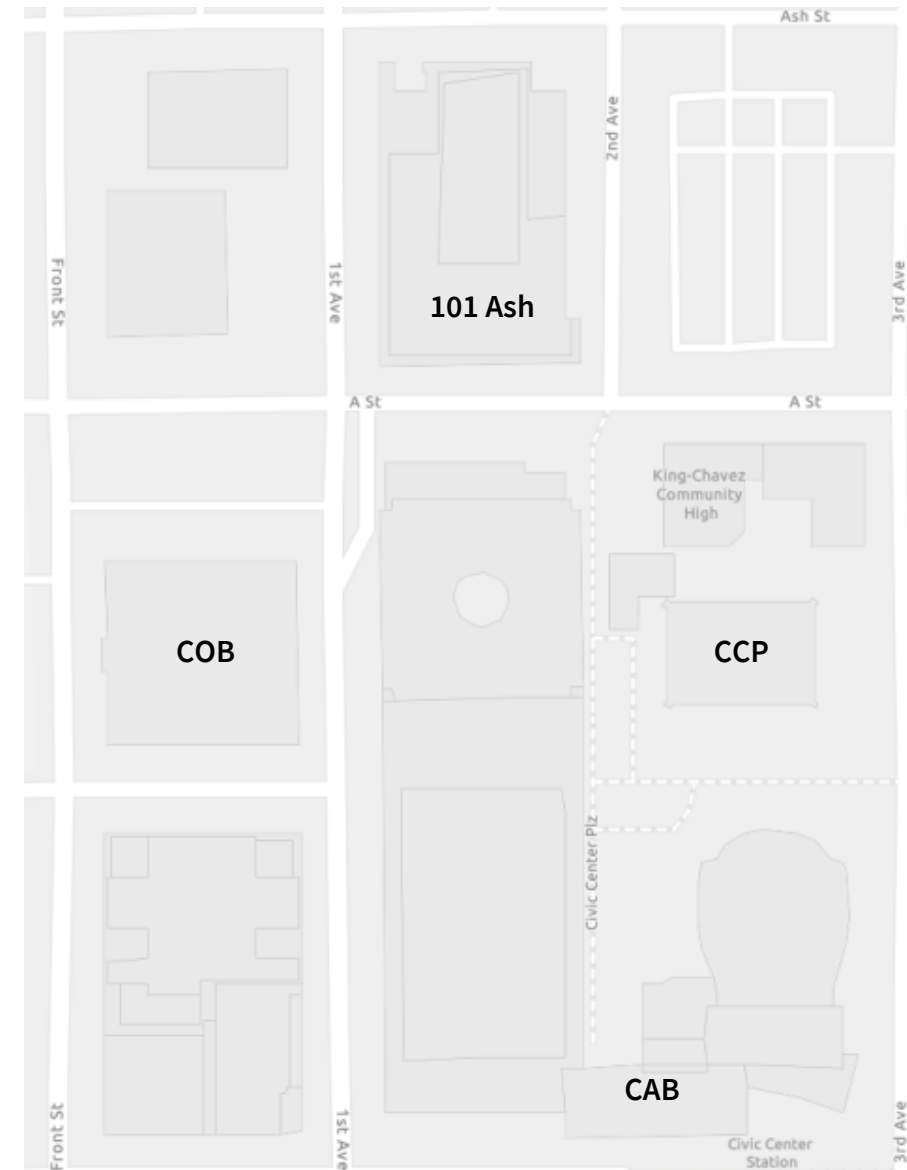 Ash St
2nd Ave
Front St
1st Ave
3rd Ave
101 Ash
A St
A St
King-Chavez
Community
High
COB
CCP
Civic Center Plz
CAB
Front St
1st Ave
3rd Ave
Civic Center
Station